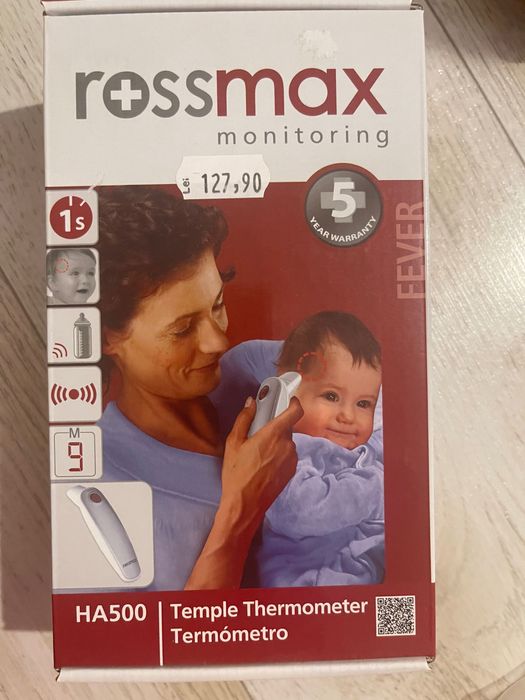 rossmax
monitoring
Lei 127,90
5
YEAR WARRANTY
FEVER
1s
M
9
HA500
Temple Thermometer
Termómetro